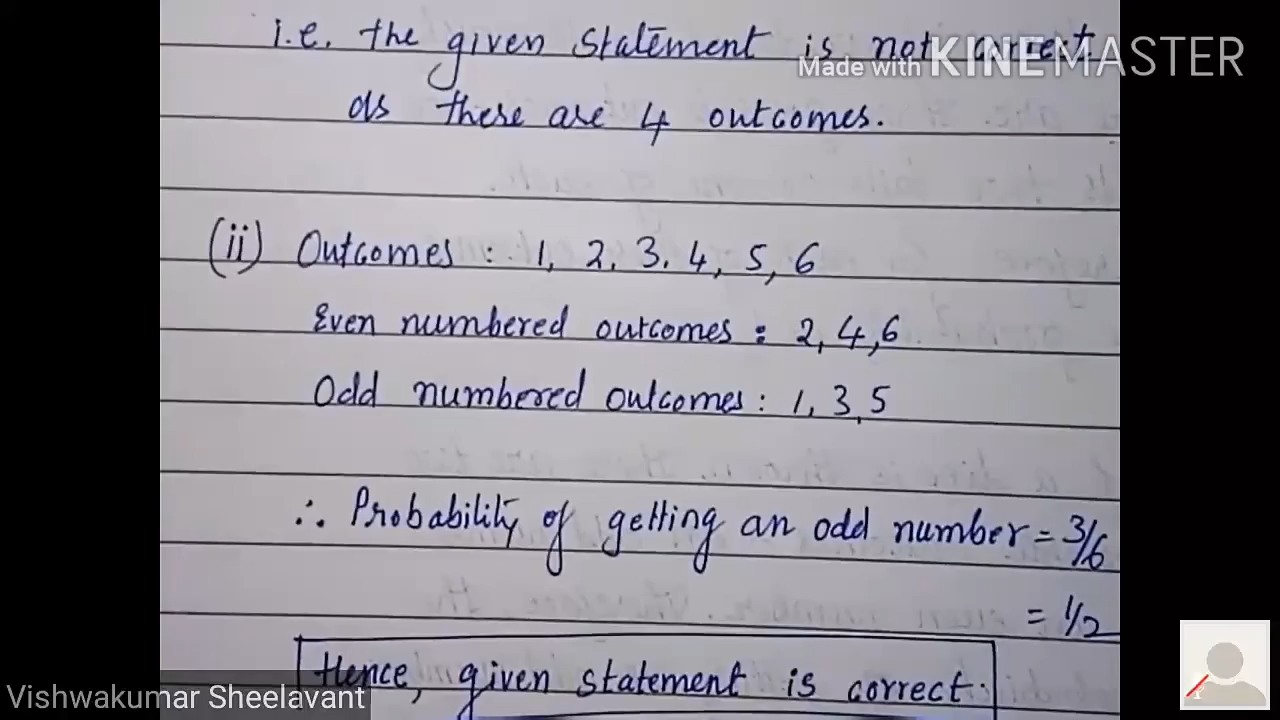 i.e. the given statement is not correct
Made with KINEMASTER
as there are 4 outcomes.
(ii) Outcomes : 1, 2, 3, 4, 5, 6
Even numbered outcomes : 2, 4, 6
Odd numbered outcomes : 1, 3, 5
∴ Probability of getting an odd number = 3/6
= 1/2
Hence, given statement is correct.
Vishwakumar Sheelavant